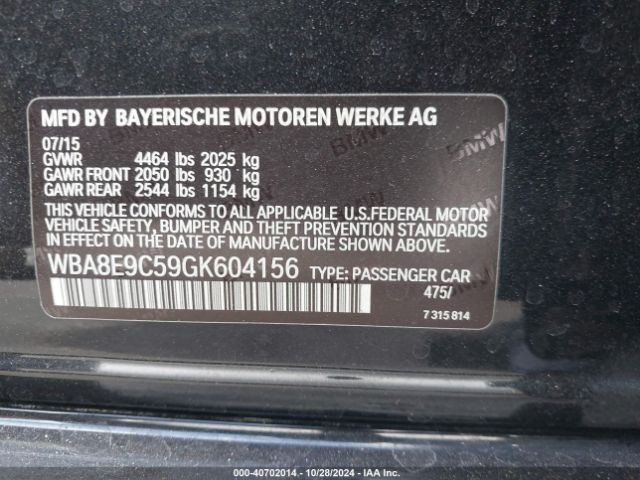 MFD BY BAYERISCHE MOTOREN WERKE AG
07/15
GVWR 4464 lbs 2025 kg
GAWR FRONT 2050 lbs 930 kg
GAWR REAR 2544 lbs 1154 kg
THIS VEHICLE CONFORMS TO ALL APPLICABLE U.S.FEDERAL MOTOR
VEHICLE SAFETY, BUMPER AND THEFT PREVENTION STANDARDS
IN EFFECT ON THE DATE OF MANUFACTURE SHOWN ABOVE.
WBA8E9C59GK604156 TYPE: PASSENGER CAR
475/
7 315 814
BMW
BMW
000-40702014 - 10/28/2024 - IAA Inc.